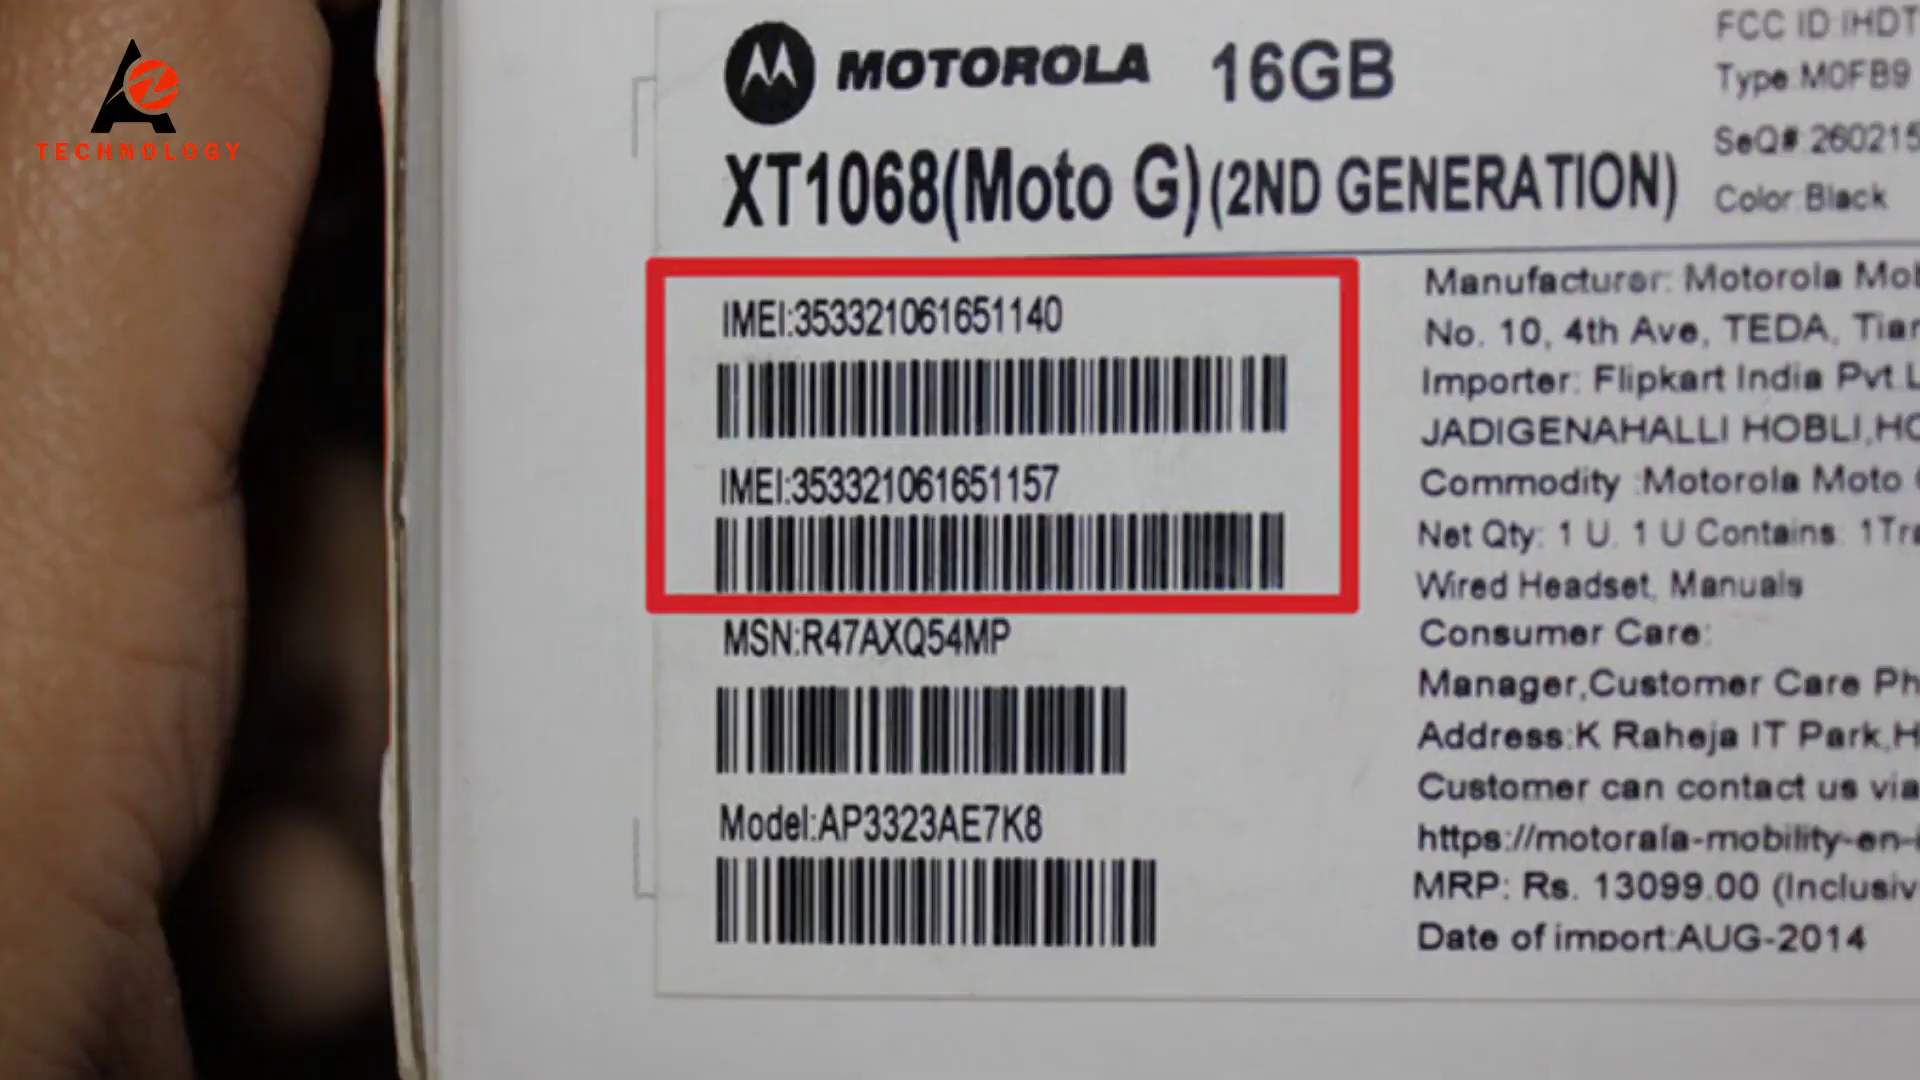 TECHNOLOGY
MOTOROLA 16GB
XT1068(Moto G)(2ND GENERATION)
FCC ID:IHDT
Type:M0FB9
SeQ#:260215
Color:Black
IMEI:353321061651140
IMEI:353321061651157
MSN:R47AXQ54MP
Model:AP3323AE7K8
Manufacturer: Motorola Mob
No. 10, 4th Ave, TEDA, Tian
Importer: Flipkart India Pvt.L
JADIGENAHALLI HOBLI,HO
Commodity :Motorola Moto
Net Qty: 1 U. 1 U Contains: 1Tra
Wired Headset, Manuals
Consumer Care:
Manager,Customer Care Ph
Address:K Raheja IT Park,H
Customer can contact us via
https://motorala-mobility-en-i
MRP: Rs. 13099.00 (Inclusiv
Date of import:AUG-2014